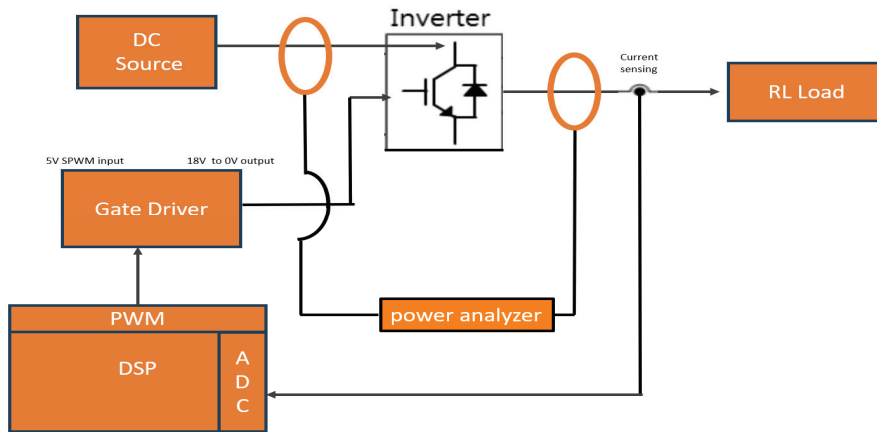 Inverter
DC
Source
Current
sensing
RL Load
5V SPWM input
18V to 0V output
Gate Driver
power analyzer
PWM
DSP
A
D
C